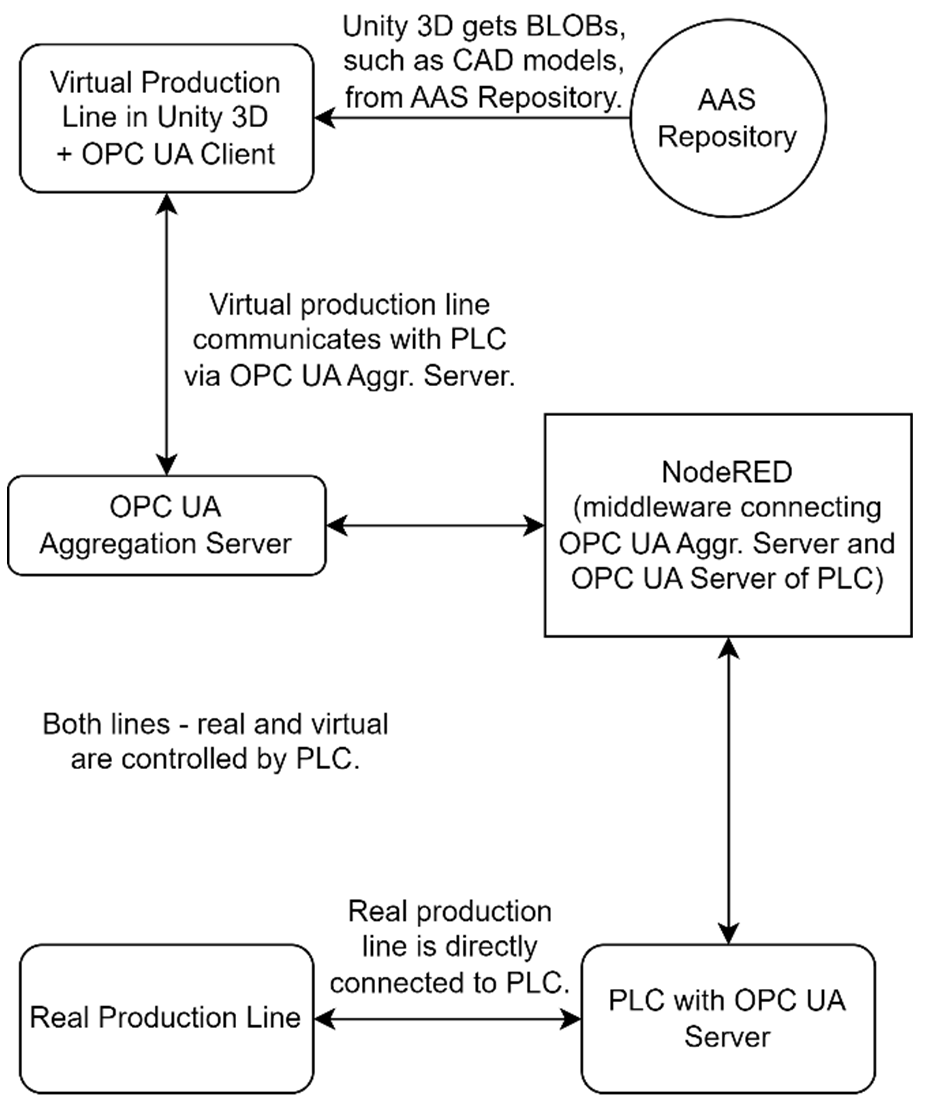 Virtual Production
Line in Unity 3D
+ OPC UA Client
Unity 3D gets BLOBs,
such as CAD models,
from AAS Repository.
AAS
Repository
Virtual production line
communicates with PLC
via OPC UA Aggr. Server.
OPC UA
Aggregation Server
NodeRED
(middleware connecting
OPC UA Aggr. Server and
OPC UA Server of PLC)
Both lines - real and virtual
are controlled by PLC.
Real production
line is directly
connected to PLC.
Real Production Line
PLC with OPC UA
Server